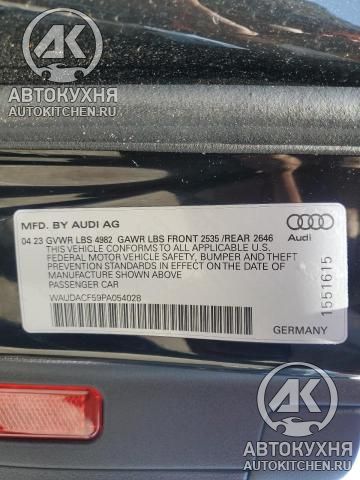 AK
АВТОКУХНЯ
AUTOKITCHEN.RU
MFD. BY AUDI AG
04 23 GVWR LBS 4982 GAWR LBS FRONT 2535 /REAR 2646
THIS VEHICLE CONFORMS TO ALL APPLICABLE U.S.
FEDERAL MOTOR VEHICLE SAFETY, BUMPER AND THEFT
PREVENTION STANDARDS IN EFFECT ON THE DATE OF
MANUFACTURE SHOWN ABOVE
PASSENGER CAR
WAUDACF59PA054028
Audi
1551615
GERMANY
AK
АВТОКУХНЯ
AUTOKITCHEN.RU